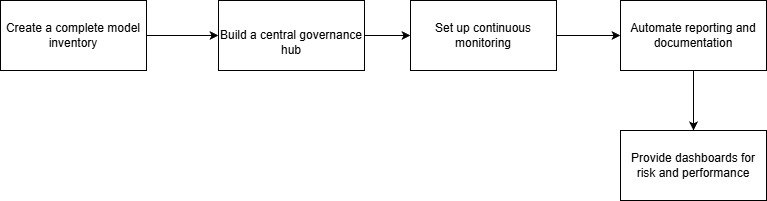 Create a complete model
inventory
Build a central governance
hub
Set up continuous
monitoring
Automate reporting and
documentation
Provide dashboards for
risk and performance